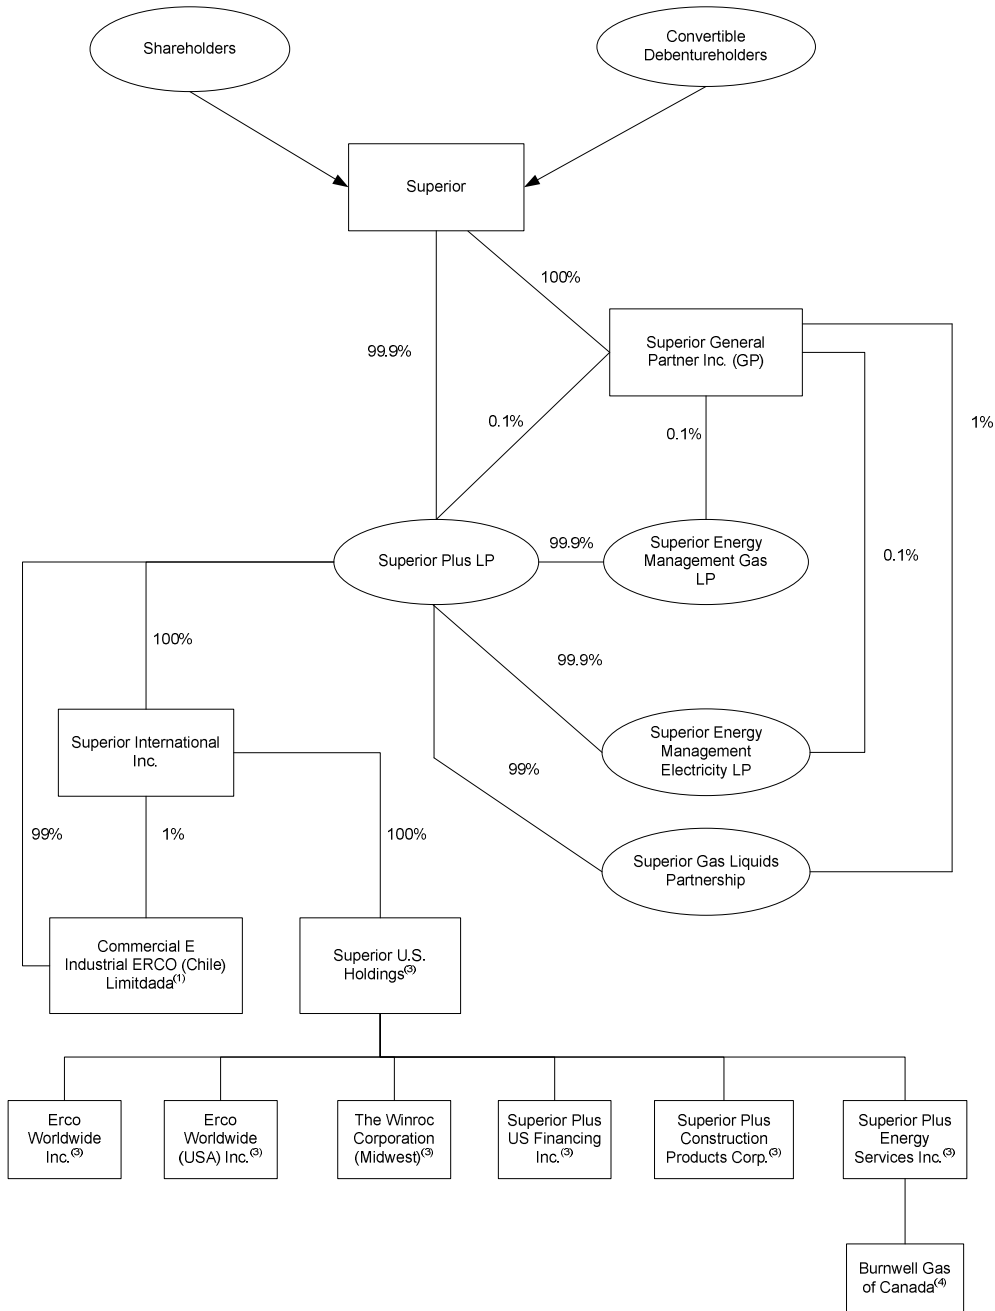 Shareholders
Convertible
Debentureholders
Superior
100%
Superior General
Partner Inc. (GP)
99.9%
0.1%
0.1%
1%
Superior Plus LP
99.9%
Superior Energy
Management Gas
LP
0.1%
100%
99.9%
Superior International
Inc.
Superior Energy
Management
Electricity LP
99%
99%
1%
100%
Superior Gas Liquids
Partnership
Commercial E
Industrial ERCO (Chile)
Limitdada(1)
Superior U.S.
Holdings(3)
Erco
Worldwide
Inc.(3)
Erco
Worldwide
(USA) Inc.(3)
The Winroc
Corporation
(Midwest)(3)
Superior Plus
US Financing
Inc.(3)
Superior Plus
Construction
Products Corp.(3)
Superior Plus
Energy
Services Inc.(3)
Burnwell Gas
of Canada(4)